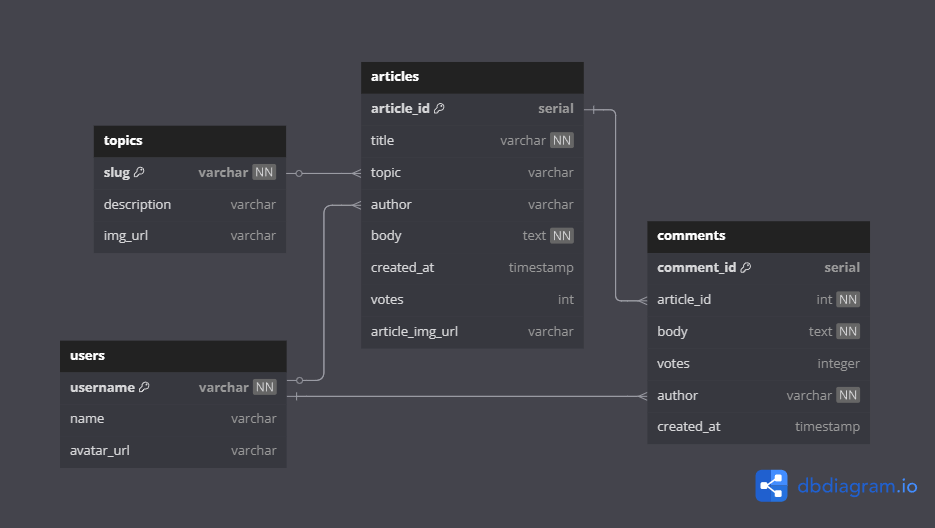 articles
article_id serial
title varchar NN
topic varchar
author varchar
body text NN
created_at timestamp
votes int
article_img_url varchar
topics
slug varchar NN
description varchar
img_url varchar
comments
comment_id serial
article_id int NN
body text NN
votes integer
author varchar NN
created_at timestamp
users
username varchar NN
name varchar
avatar_url varchar
dbdiagram.io